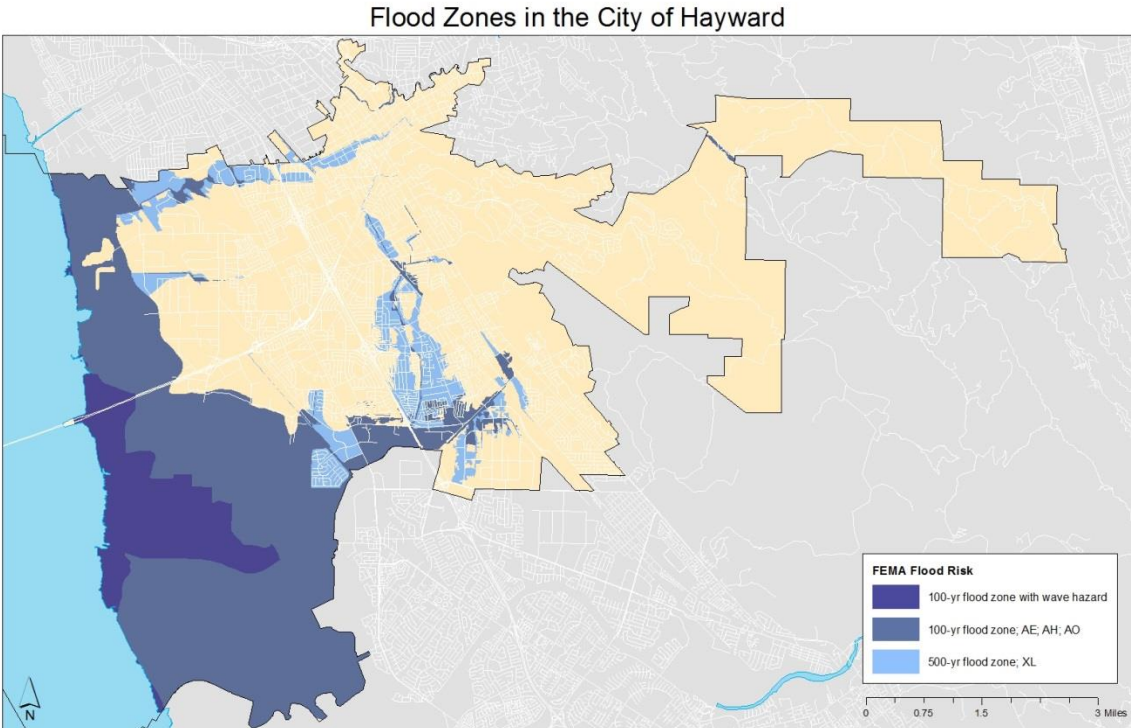 Flood Zones in the City of Hayward
FEMA Flood Risk
100-yr flood zone with wave hazard
100-yr flood zone; AE; AH; AO
500-yr flood zone; XL
N
0 0.75 1.5 3 Miles